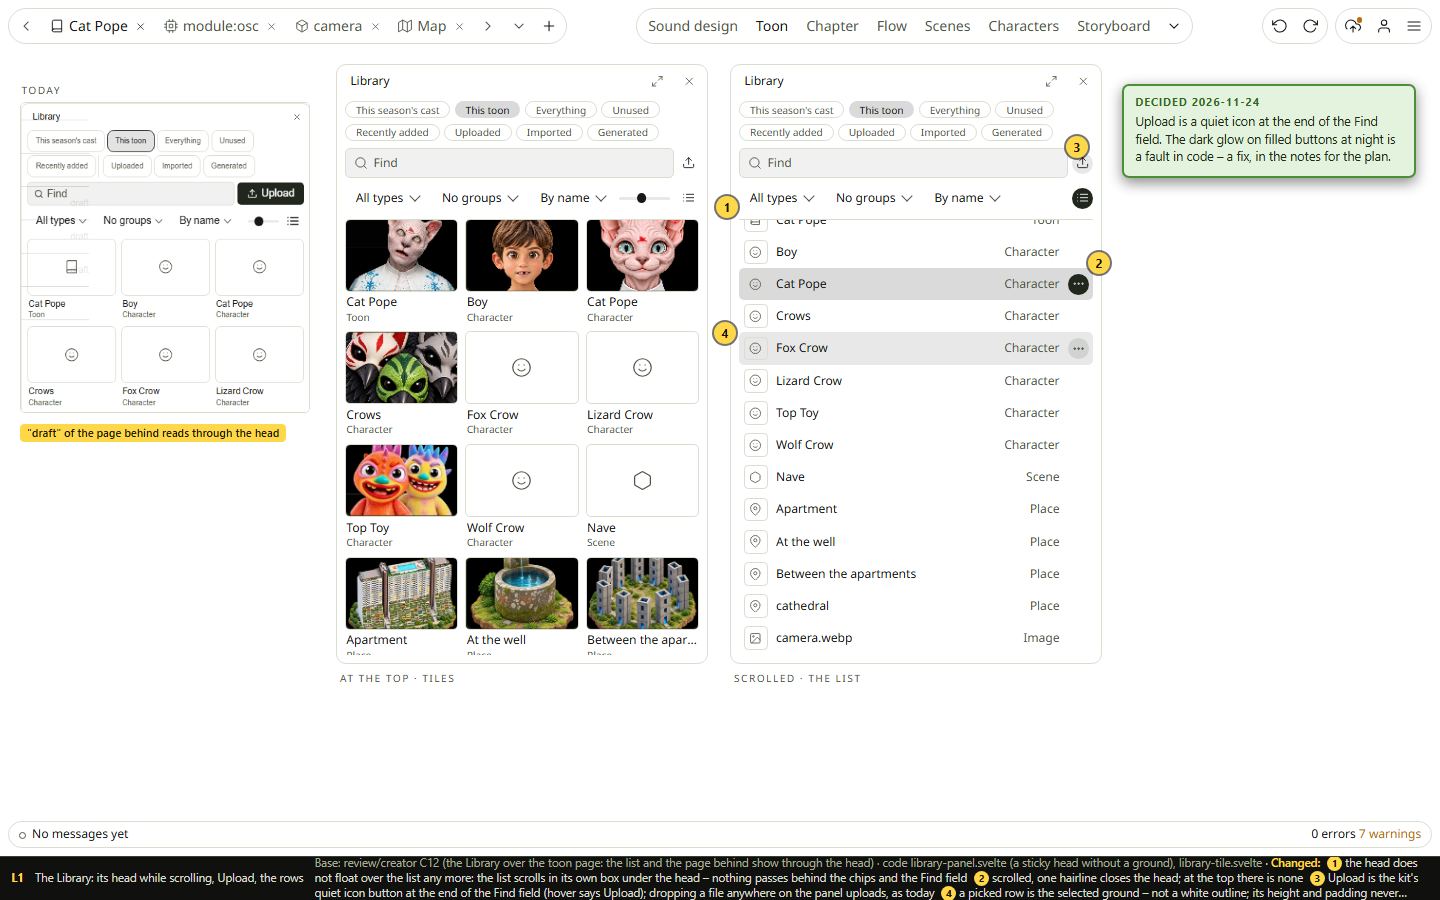 Cat Pope
module:osc
camera
Map
Sound design
Toon
Chapter
Flow
Scenes
Characters
Storyboard
TODAY
Library
This season's cast
This toon
Everything
Unused
Recently added
Uploaded
Imported
Generated
Find
Upload
draft
All types
No groups
By name
draft
Cat Pope
Toon
Boy
Character
Cat Pope
Character
Crows
Character
Fox Crow
Character
Lizard Crow
Character
"draft" of the page behind reads through the head
Library
This season's cast
This toon
Everything
Unused
Recently added
Uploaded
Imported
Generated
Find
All types
No groups
By name
Cat Pope
Toon
Boy
Character
Cat Pope
Character
Crows
Character
Fox Crow
Character
Lizard Crow
Character
Top Toy
Character
Wolf Crow
Character
Nave
Scene
Apartment
Place
At the well
Place
Between the apar...
Place
AT THE TOP · TILES
Library
This season's cast
This toon
Everything
Unused
Recently added
Uploaded
Imported
Generated
3
Find
1
All types
No groups
By name
Cat Pope
Toon
Boy
Character
2
Cat Pope
Character
Crows
Character
4
Fox Crow
Character
Lizard Crow
Character
Top Toy
Character
Wolf Crow
Character
Nave
Scene
Apartment
Place
At the well
Place
Between the apartments
Place
cathedral
Place
camera.webp
Image
SCROLLED · THE LIST
DECIDED 2026-11-24
Upload is a quiet icon at the end of the Find
field. The dark glow on filled buttons at night is
a fault in code – a fix, in the notes for the plan.
No messages yet
0 errors 7 warnings
L1 The Library: its head while scrolling, Upload, the rows
Base: review/creator C12 (the Library over the toon page: the list and the page behind show through the head) · code library-panel.svelte (a sticky head without a ground), library-tile.svelte · Changed: 1 the head does
not float over the list any more: the list scrolls in its own box under the head – nothing passes behind the chips and the Find field 2 scrolled, one hairline closes the head; at the top there is none 3 Upload is the kit's
quiet icon button at the end of the Find field (hover says Upload); dropping a file anywhere on the panel uploads, as today 4 a picked row is the selected ground – not a white outline; its height and padding never...